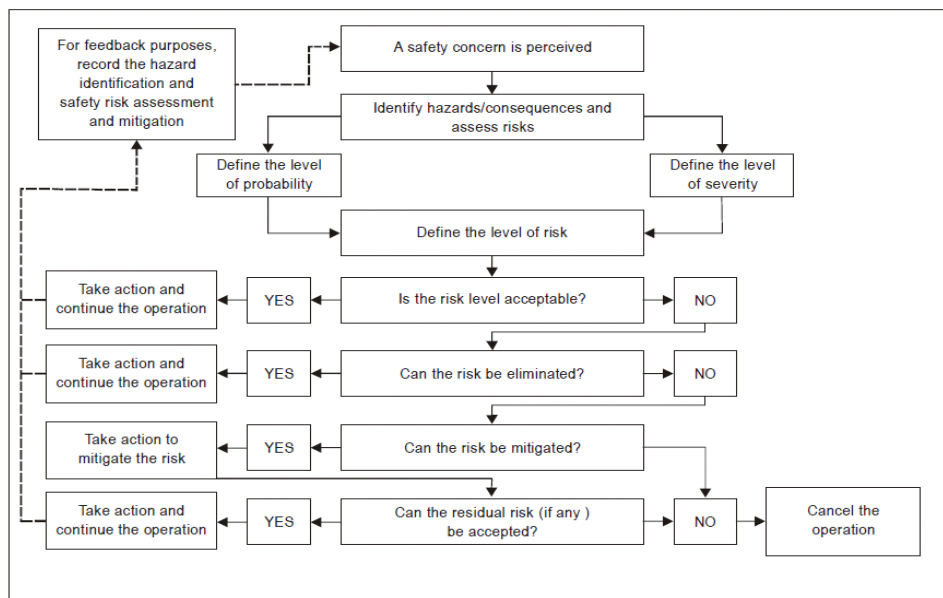 For feedback purposes,
record the hazard
identification and
safety risk assessment
and mitigation
A safety concern is perceived
Identify hazards/consequences and
assess risks
Define the level
of probability
Define the level
of severity
Define the level of risk
Take action and
continue the operation
YES
Is the risk level acceptable?
NO
Take action and
continue the operation
YES
Can the risk be eliminated?
NO
Take action to
mitigate the risk
YES
Can the risk be mitigated?
Take action and
continue the operation
YES
Can the residual risk (if any )
be accepted?
NO
Cancel the
operation